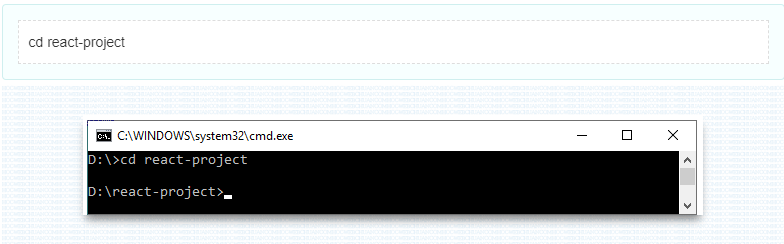 cd react-project
C:\WINDOWS\system32\cmd.exe
D:\>cd react-project
D:\react-project>